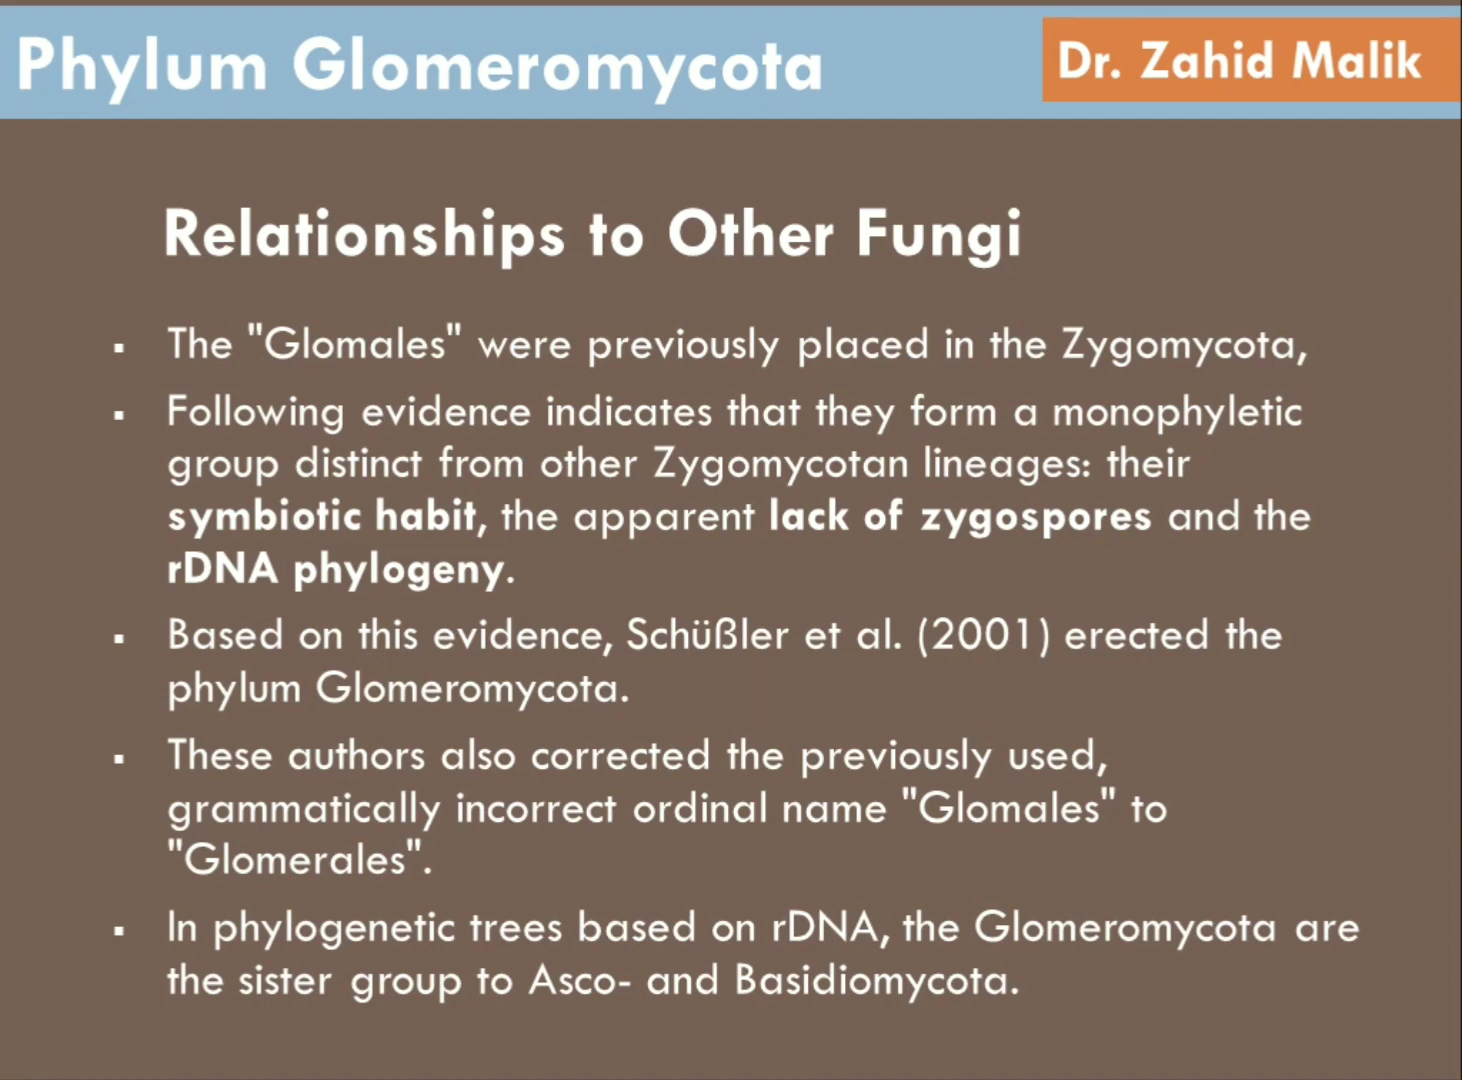 Phylum Glomeromycota
Dr. Zahid Malik
Relationships to Other Fungi
▪ The "Glomales" were previously placed in the Zygomycota,
▪ Following evidence indicates that they form a monophyletic
group distinct from other Zygomycotan lineages: their
symbiotic habit, the apparent lack of zygospores and the
rDNA phylogeny.
▪ Based on this evidence, Schüßler et al. (2001) erected the
phylum Glomeromycota.
▪ These authors also corrected the previously used,
grammatically incorrect ordinal name "Glomales" to
"Glomerales".
▪ In phylogenetic trees based on rDNA, the Glomeromycota are
the sister group to Asco- and Basidiomycota.